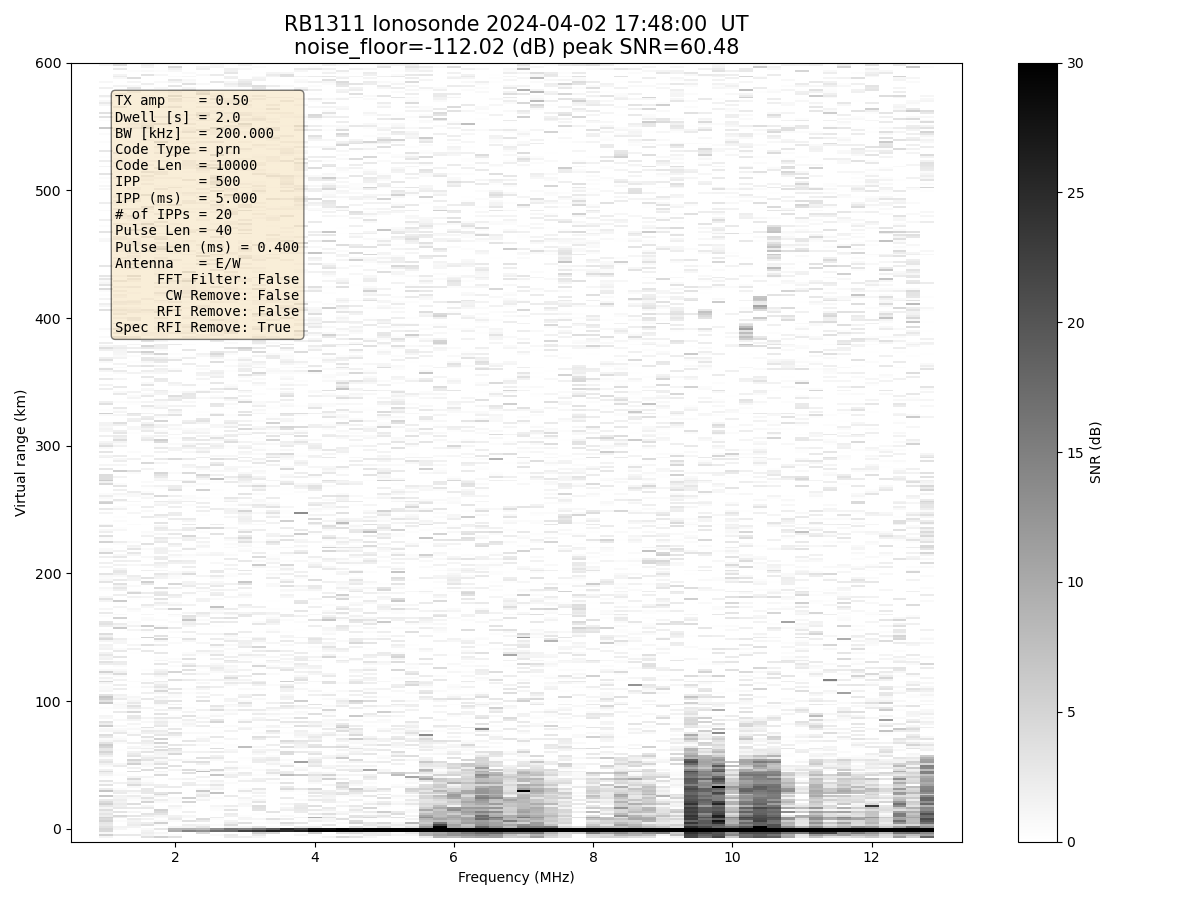 RB1311 Ionosonde 2024-04-02 17:48:00  UT
noise_floor=-112.02 (dB) peak SNR=60.48
TX amp    = 0.50
Dwell [s] = 2.0
BW [kHz]  = 200.000
Code Type = prn
Code Len  = 10000
IPP       = 500
IPP (ms)  = 5.000
# of IPPs = 20
Pulse Len = 40
Pulse Len (ms) = 0.400
Antenna   = E/W
FFT Filter: False
CW Remove: False
RFI Remove: False
Spec RFI Remove: True
Virtual range (km)
600
500
400
300
200
100
0
2 4 6 8 10 12
Frequency (MHz)
30
25
20
15
10
5
0
SNR (dB)